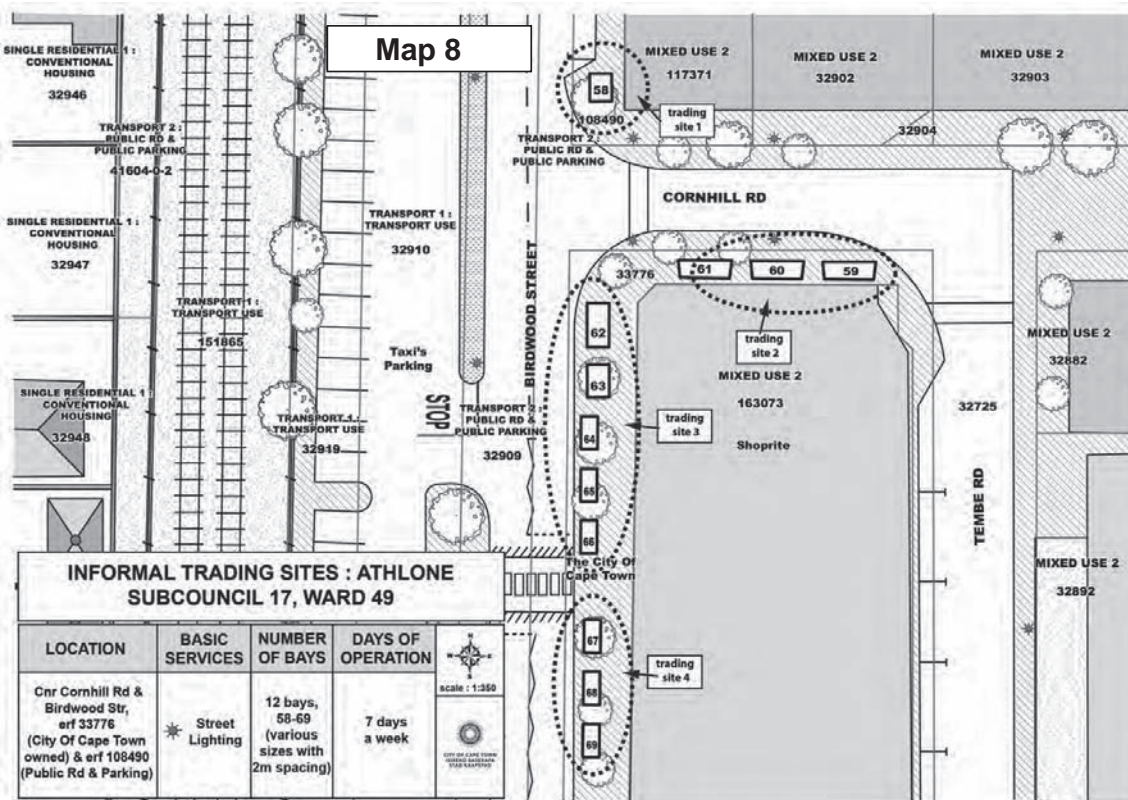 Map 8
SINGLE RESIDENTIAL 1 :
CONVENTIONAL
HOUSING
32946
TRANSPORT 2 :
PUBLIC RD &
PUBLIC PARKING
41604-0-2
SINGLE RESIDENTIAL 1 :
CONVENTIONAL
HOUSING
32947
TRANSPORT 1 :
TRANSPORT USE
151865
SINGLE RESIDENTIAL 1 :
CONVENTIONAL
HOUSING
32948
TRANSPORT 1 :
TRANSPORT USE
32919
TRANSPORT 1 :
TRANSPORT USE
32910
Taxi's
Parking
STOP
TRANSPORT 2 :
PUBLIC RD &
PUBLIC PARKING
32909
BIRDWOOD STREET
TRANSPORT 2 :
PUBLIC RD &
PUBLIC PARKING
58
108490
trading
site 1
MIXED USE 2
117371
MIXED USE 2
32902
MIXED USE 2
32903
32904
CORNHILL RD
33776
61
60
59
trading
site 2
62
63
64
65
66
trading
site 3
MIXED USE 2
163073
Shoprite
The City Of
Cape Town
67
68
69
trading
site 4
32725
TEMBE RD
MIXED USE 2
32882
MIXED USE 2
32892
INFORMAL TRADING SITES : ATHLONE
SUBCOUNCIL 17, WARD 49
LOCATION
BASIC
SERVICES
NUMBER
OF BAYS
DAYS OF
OPERATION
Cnr Cornhill Rd &
Birdwood Str,
erf 33776
(City Of Cape Town
owned) & erf 108490
(Public Rd & Parking)
Street
Lighting
12 bays,
58-69
(various
sizes with
2m spacing)
7 days
a week
N
W
E
S
scale : 1:350
CITY OF CAPE TOWN
ISIXEKO SASEKAPA
STAD KAAPSTAD